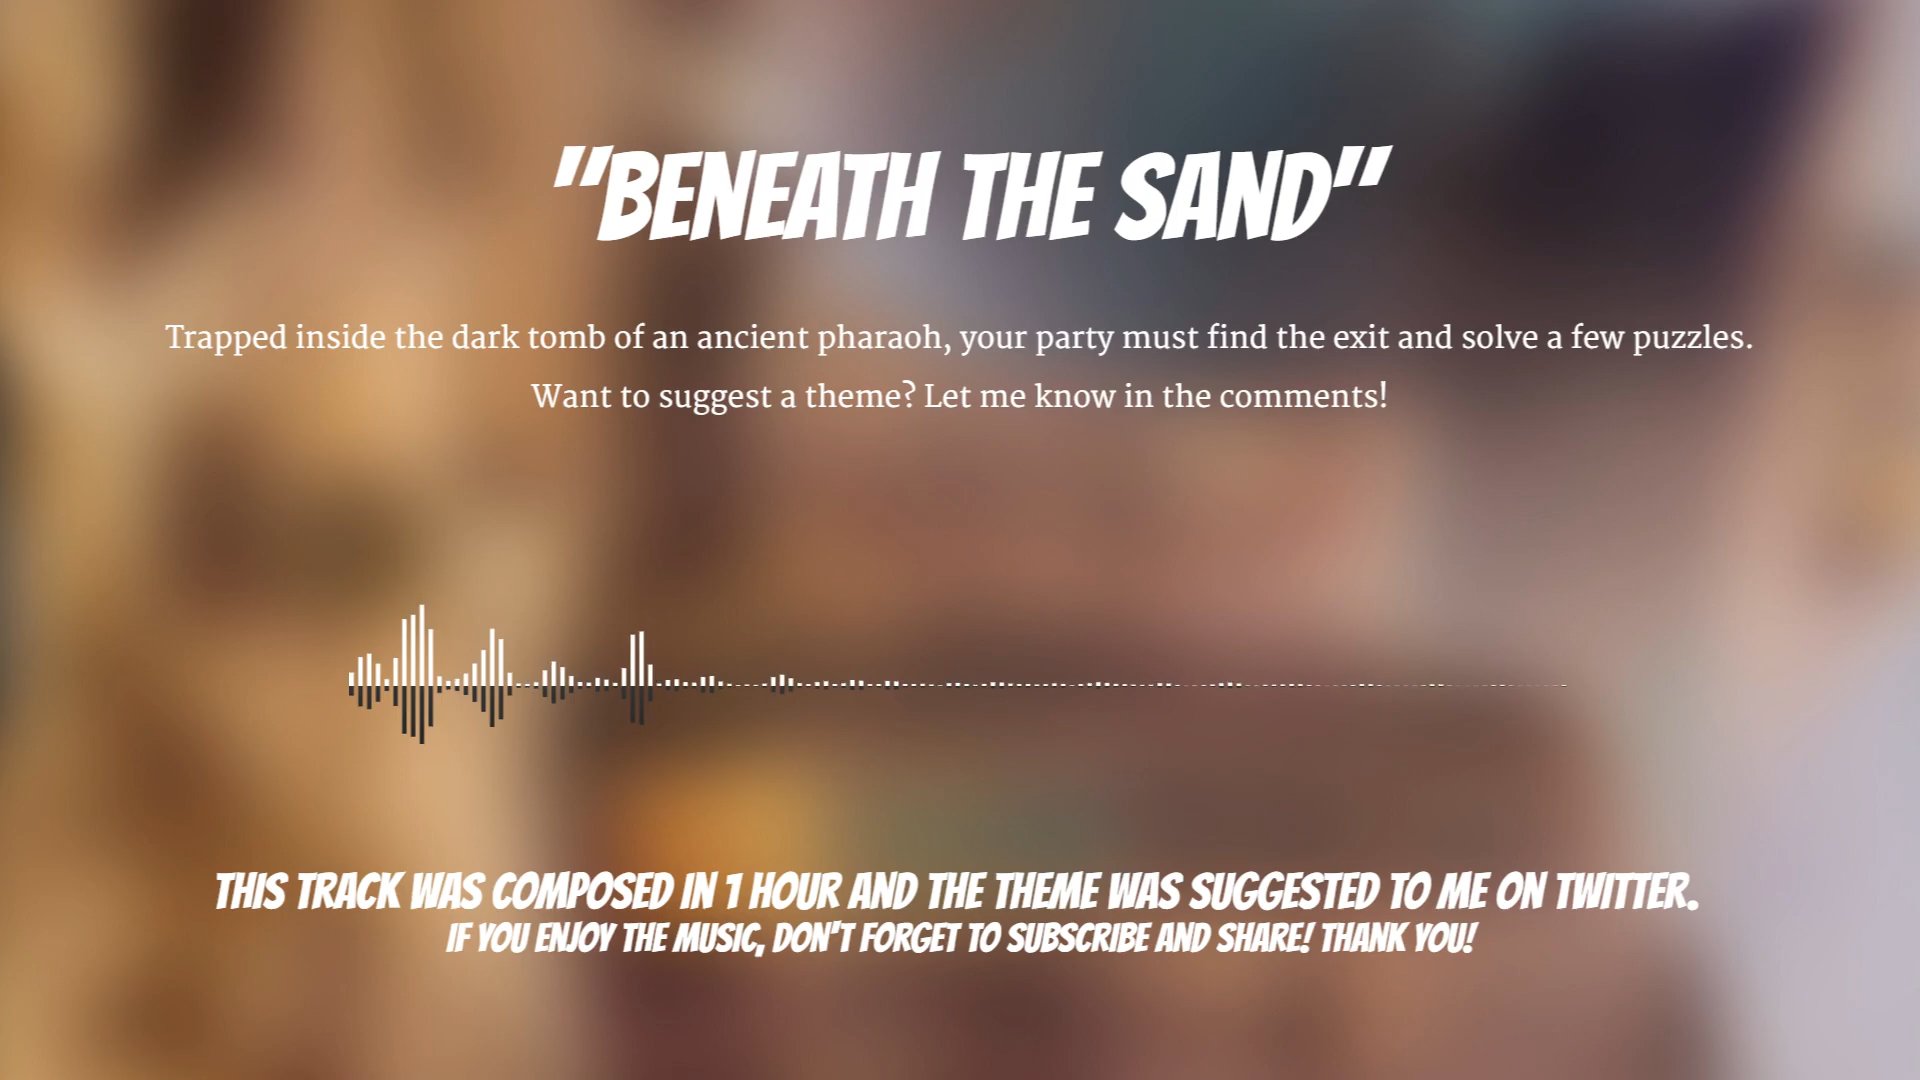 "BENEATH THE SAND"
Trapped inside the dark tomb of an ancient pharaoh, your party must find the exit and solve a few puzzles.
Want to suggest a theme? Let me know in the comments!
THIS TRACK WAS COMPOSED IN 1 HOUR AND THE THEME WAS SUGGESTED TO ME ON TWITTER.
IF YOU ENJOY THE MUSIC, DON'T FORGET TO SUBSCRIBE AND SHARE! THANK YOU!